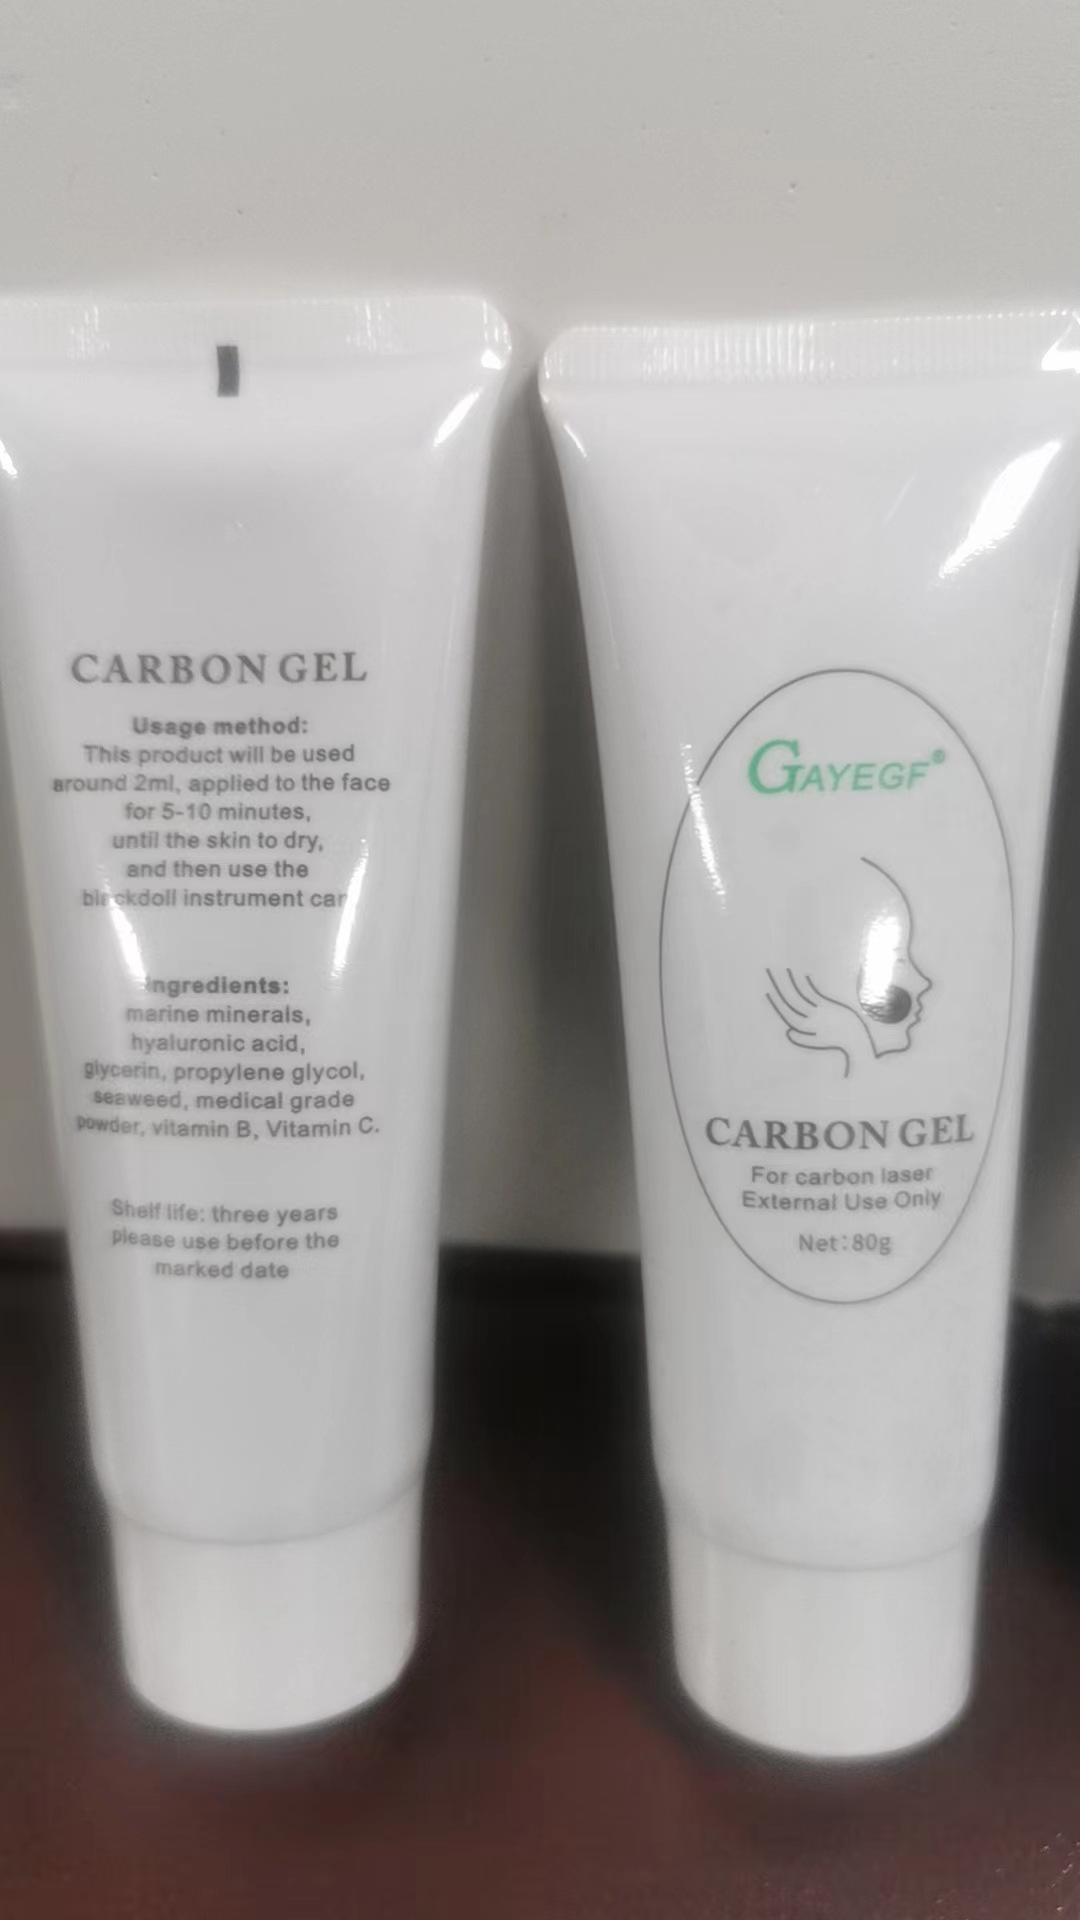 CARBON GEL
Usage method:
This product will be used
around 2ml, applied to the face
for 5-10 minutes,
until the skin to dry,
and then use the
blackdoll instrument can
Ingredients:
marine minerals,
hyaluronic acid,
glycerin, propylene glycol,
seaweed, medical grade
powder, vitamin B, Vitamin C.
Shelf life: three years
please use before the
marked date
GAYEGF®
CARBON GEL
For carbon laser
External Use Only
Net:80g